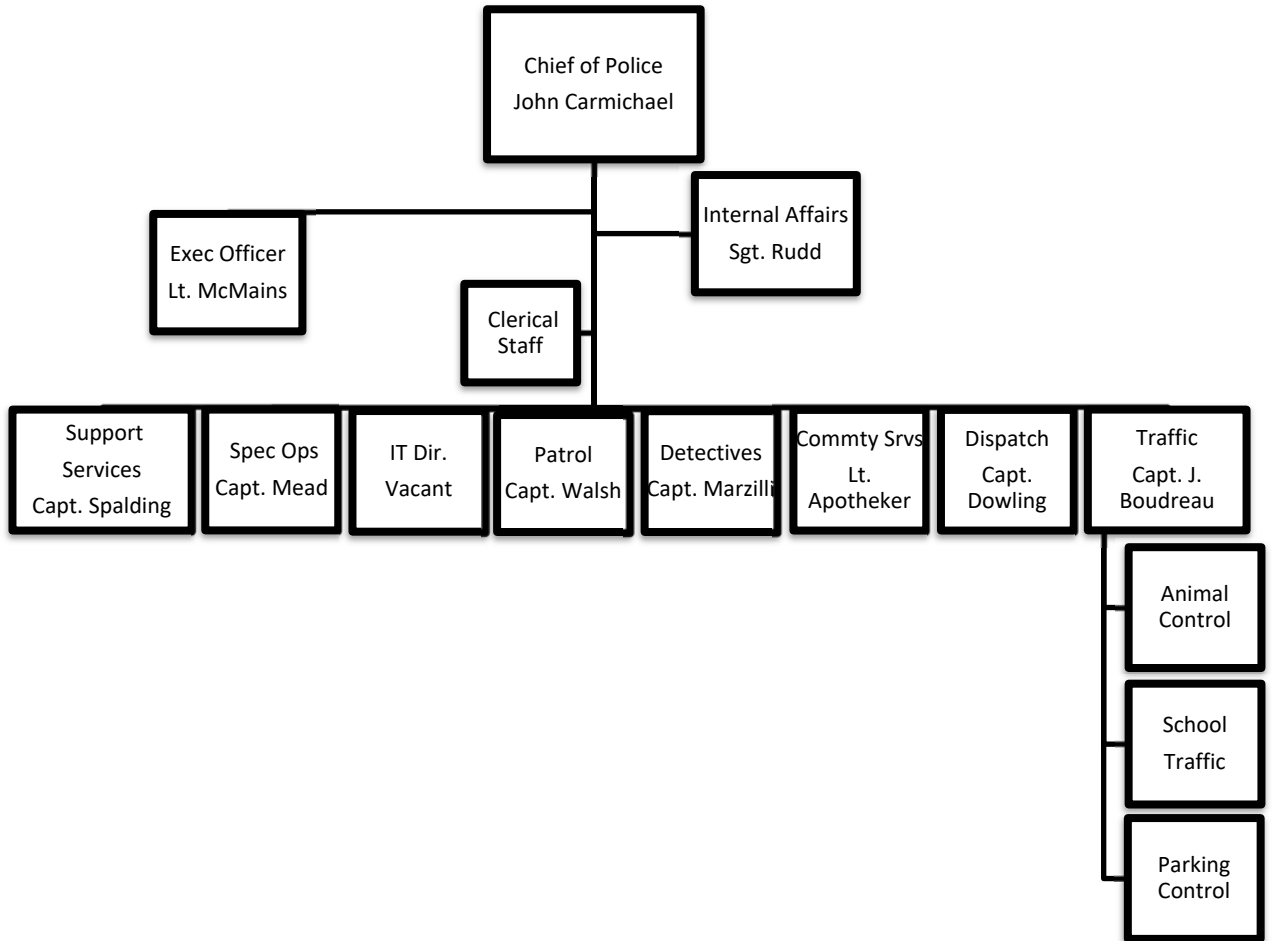 Chief of Police
John Carmichael
Internal Affairs
Sgt. Rudd
Exec Officer
Lt. McMains
Clerical
Staff
Support
Services
Capt. Spalding
Spec Ops
Capt. Mead
IT Dir.
Vacant
Patrol
Capt. Walsh
Detectives
Capt. Marzilli
Commty Srvs
Lt.
Apotheker
Dispatch
Capt.
Dowling
Traffic
Capt. J.
Boudreau
Animal
Control
School
Traffic
Parking
Control